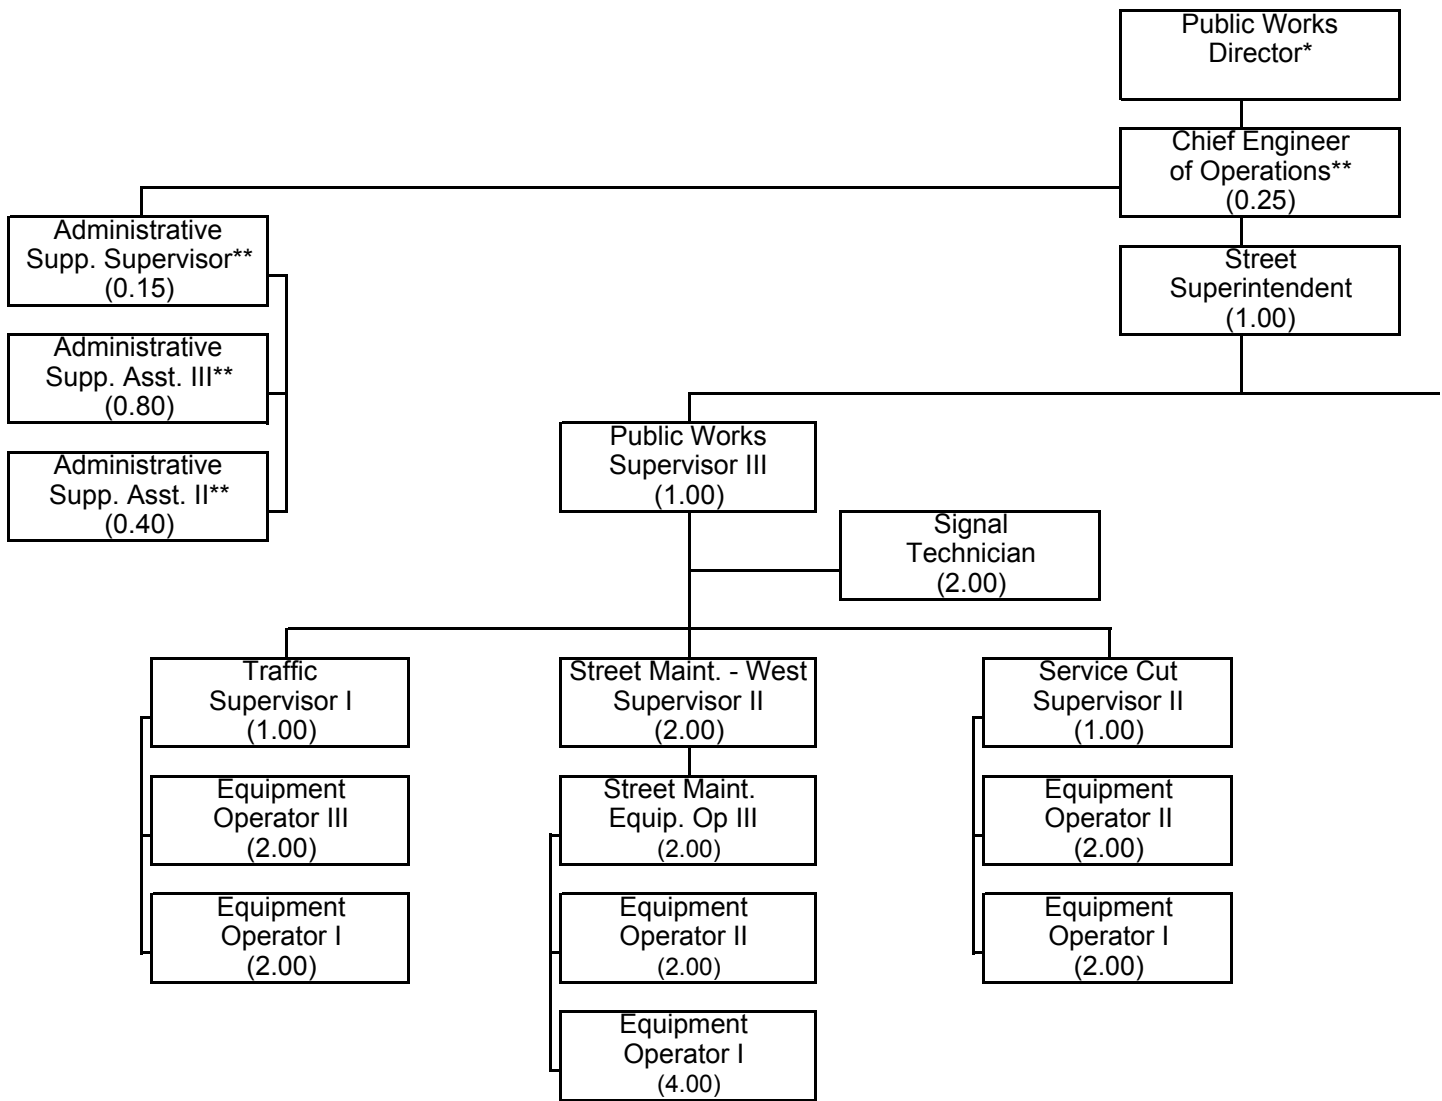 Public Works
Director*
Chief Engineer
of Operations**
(0.25)
Administrative
Supp. Supervisor**
(0.15)
Street
Superintendent
(1.00)
Administrative
Supp. Asst. III**
(0.80)
Administrative
Supp. Asst. II**
(0.40)
Public Works
Supervisor III
(1.00)
Signal
Technician
(2.00)
Traffic
Supervisor I
(1.00)
Street Maint. - West
Supervisor II
(2.00)
Service Cut
Supervisor II
(1.00)
Equipment
Operator III
(2.00)
Street Maint.
Equip. Op III
(2.00)
Equipment
Operator II
(2.00)
Equipment
Operator I
(2.00)
Equipment
Operator II
(2.00)
Equipment
Operator I
(2.00)
Equipment
Operator I
(4.00)